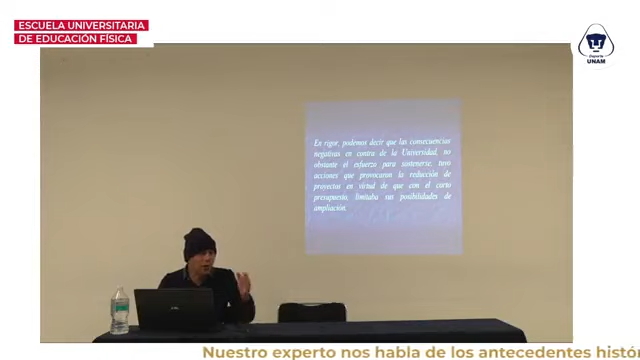 ESCUELA UNIVERSITARIA
DE EDUCACIÓN FÍSICA
UNAM
En rigor, podemos decir que las consecuencias
negativas en contra de la Universidad, no
obstante el esfuerzo para sostenerse, tuvo
acciones que provocaron la reducción de
proyectos en virtud de que con el corto
presupuesto, limitaba sus posibilidades de
ampliación.
Nuestro experto nos habla de los antecedentes histór